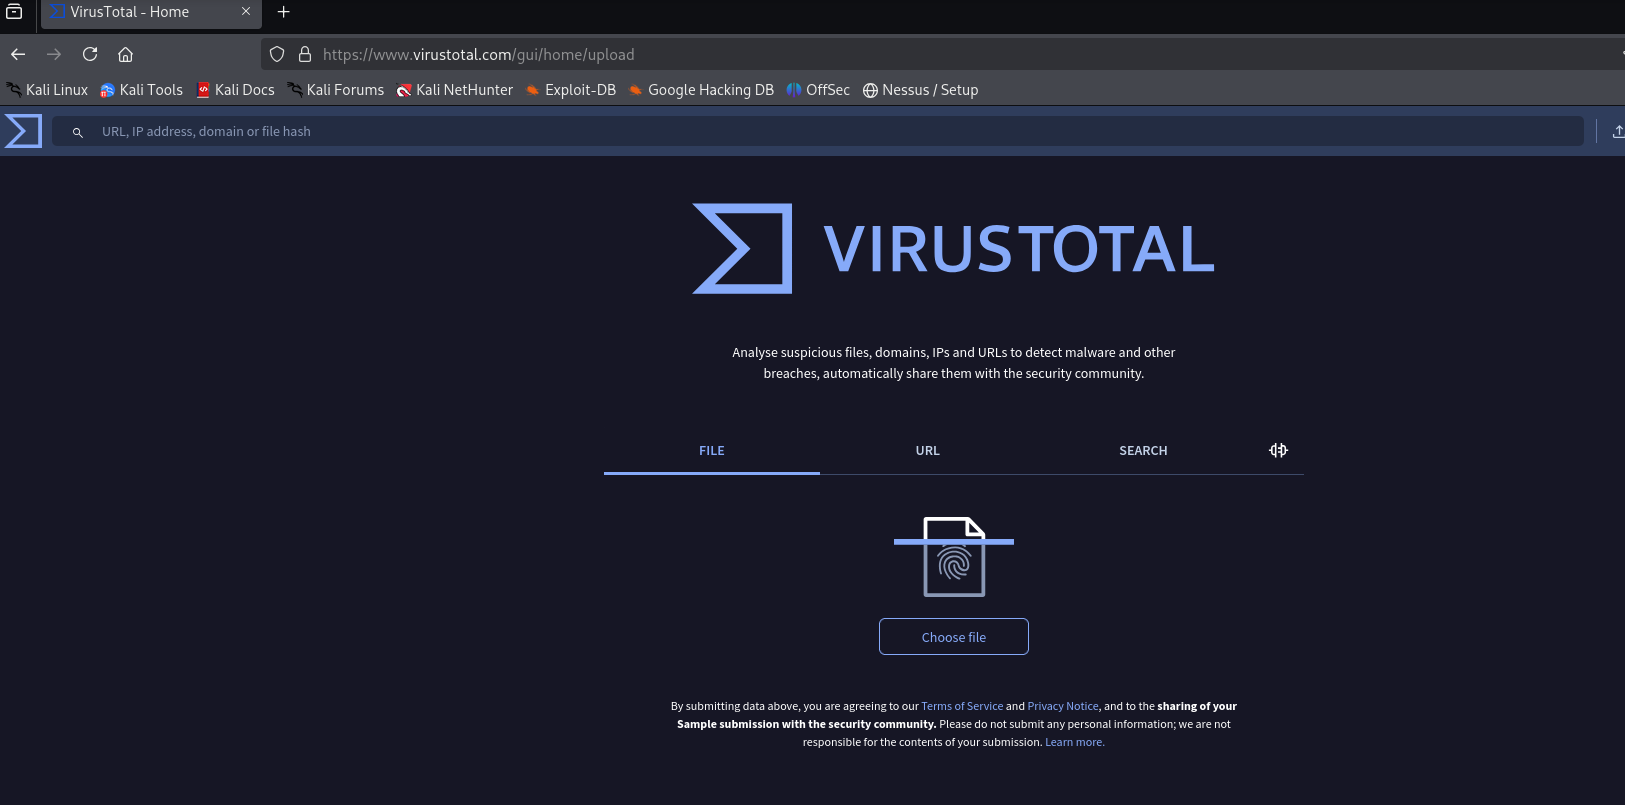 VirusTotal - Home
https://www.virustotal.com/gui/home/upload
Kali Linux Kali Tools Kali Docs Kali Forums Kali NetHunter Exploit-DB Google Hacking DB OffSec Nessus / Setup
URL, IP address, domain or file hash
VIRUSTOTAL
Analyse suspicious files, domains, IPs and URLs to detect malware and other
breaches, automatically share them with the security community.
FILE URL SEARCH
Choose file
By submitting data above, you are agreeing to our Terms of Service and Privacy Notice, and to the sharing of your
Sample submission with the security community. Please do not submit any personal information; we are not
responsible for the contents of your submission. Learn more.